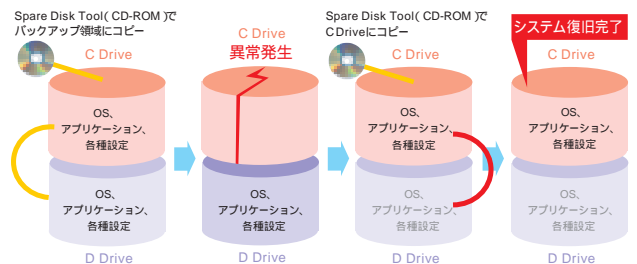 Spare Disk Tool(CD-ROM)で
バックアップ領域にコピー
C Drive
OS、
アプリケーション、
各種設定
OS、
アプリケーション、
各種設定
D Drive
C Drive
異常発生
OS、
アプリケーション、
各種設定
D Drive
Spare Disk Tool(CD-ROM)で
C Driveにコピー
C Drive
OS、
アプリケーション、
各種設定
OS、
アプリケーション、
各種設定
D Drive
システム復旧完了
C Drive
OS、
アプリケーション、
各種設定
OS、
アプリケーション、
各種設定
D Drive